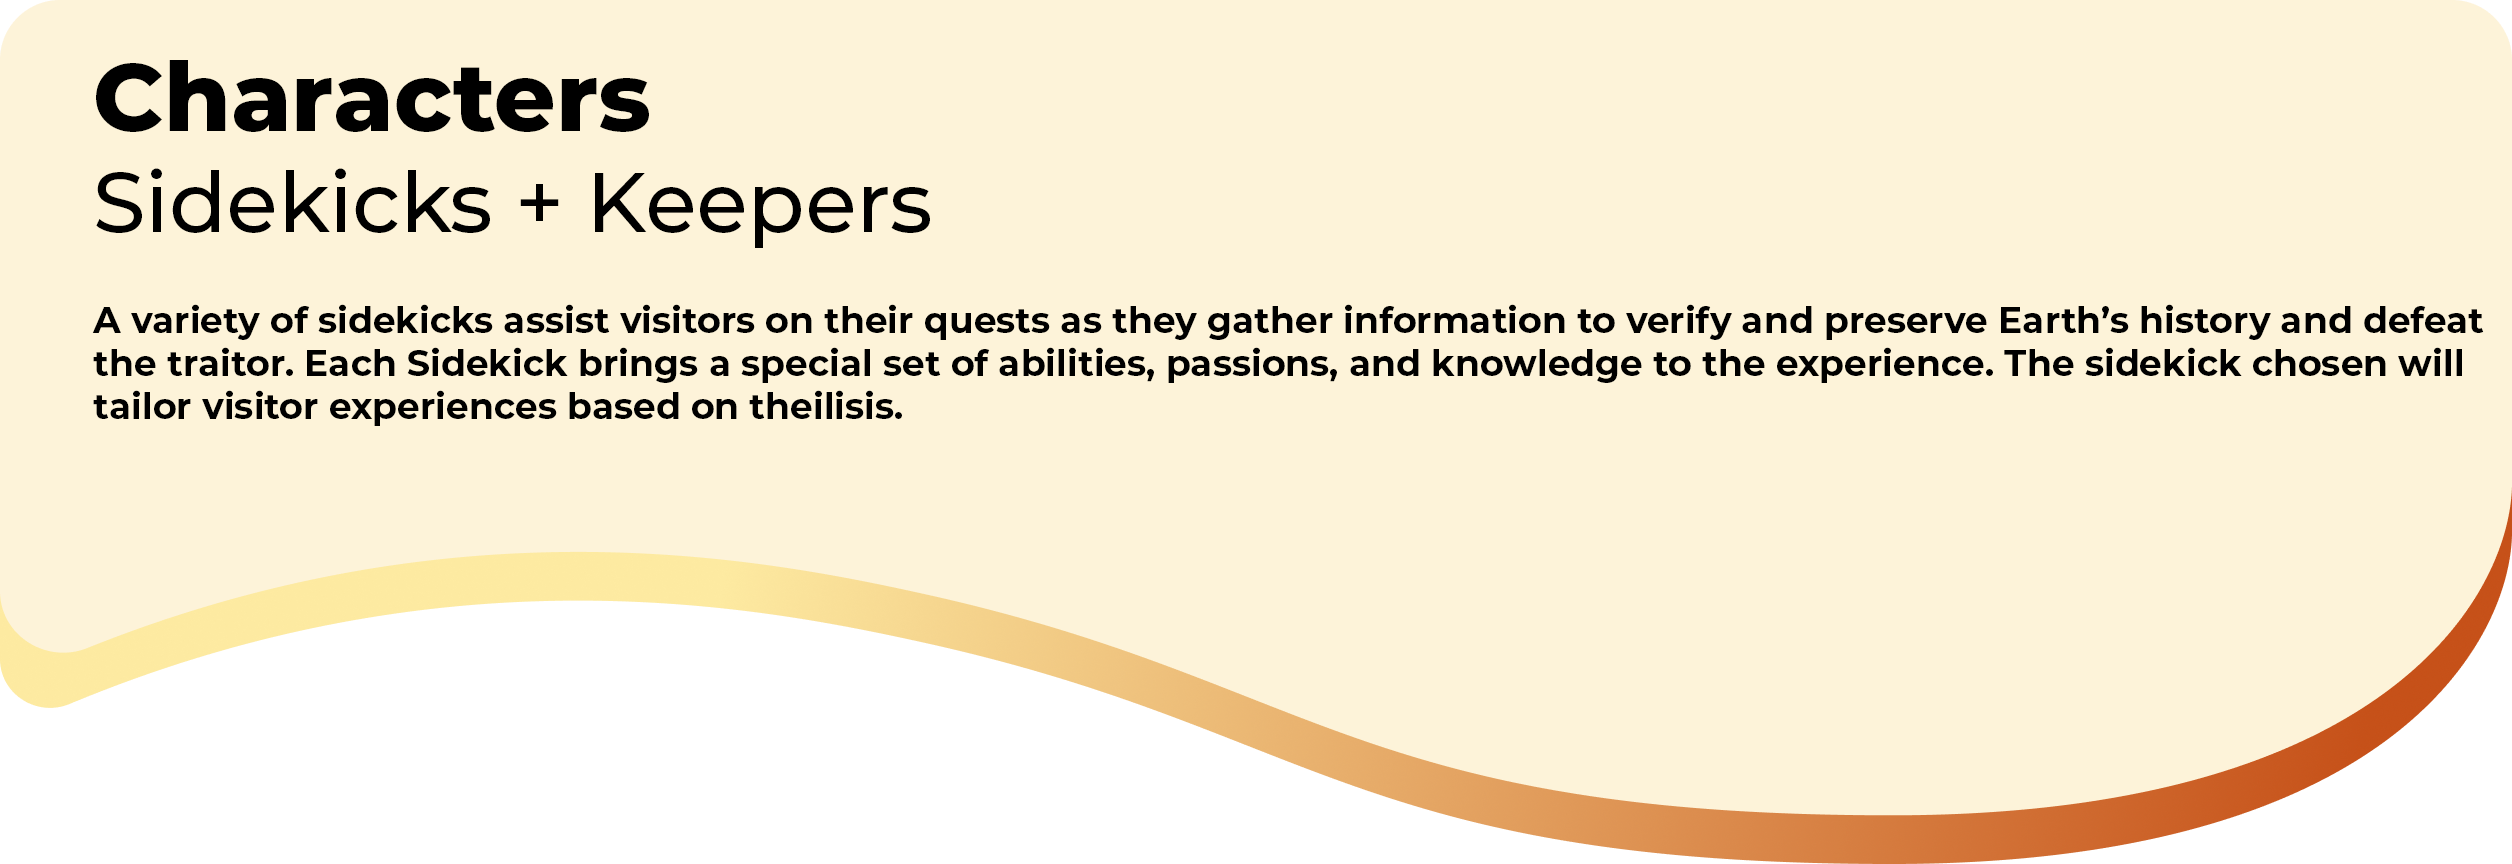 Characters
Sidekicks + Keepers
A variety of sidekicks assist visitors on their quests as they gather information to verify and preserve Earth’s history and defeat
the traitor. Each Sidekick brings a special set of abilities, passions, and knowledge to the experience. The sidekick chosen will
tailor visitor experiences based on theilisis.